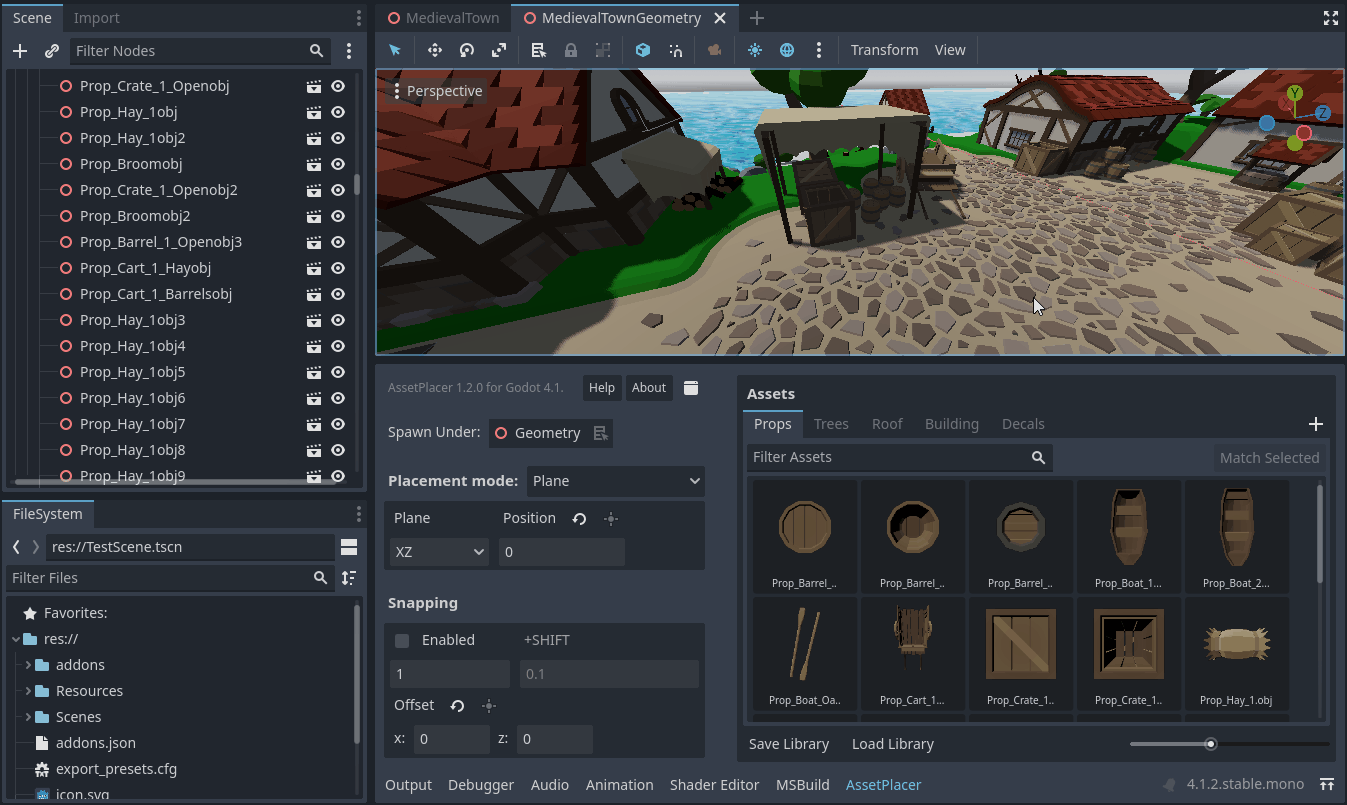 Scene
Import
Filter Nodes
Prop_Crate_1_Openobj
Prop_Hay_1obj
Prop_Hay_1obj2
Prop_Broomobj
Prop_Crate_1_Openobj2
Prop_Broomobj2
Prop_Barrel_1_Openobj3
Prop_Cart_1_Hayobj
Prop_Cart_1_Barrelsobj
Prop_Hay_1obj3
Prop_Hay_1obj4
Prop_Hay_1obj5
Prop_Hay_1obj6
Prop_Hay_1obj7
Prop_Hay_1obj8
Prop_Hay_1obj9
FileSystem
res://TestScene.tscn
Filter Files
Favorites:
res://
addons
Resources
Scenes
addons.json
export_presets.cfg
icon.svg
MedievalTown
MedievalTownGeometry
Transform
View
Perspective
Y
Z
AssetPlacer 1.2.0 for Godot 4.1.
Help
About
Spawn Under:
Geometry
Placement mode:
Plane
Plane
Position
XZ
0
Snapping
Enabled
+SHIFT
1
0.1
Offset
x:
0
z:
0
Assets
Props
Trees
Roof
Building
Decals
Filter Assets
Match Selected
Prop_Barrel_..
Prop_Barrel_..
Prop_Barrel_..
Prop_Boat_1...
Prop_Boat_2...
Prop_Boat_Oa..
Prop_Cart_1...
Prop_Crate_1..
Prop_Crate_1..
Prop_Hay_1.obj
Save Library
Load Library
Output
Debugger
Audio
Animation
Shader Editor
MSBuild
AssetPlacer
4.1.2.stable.mono